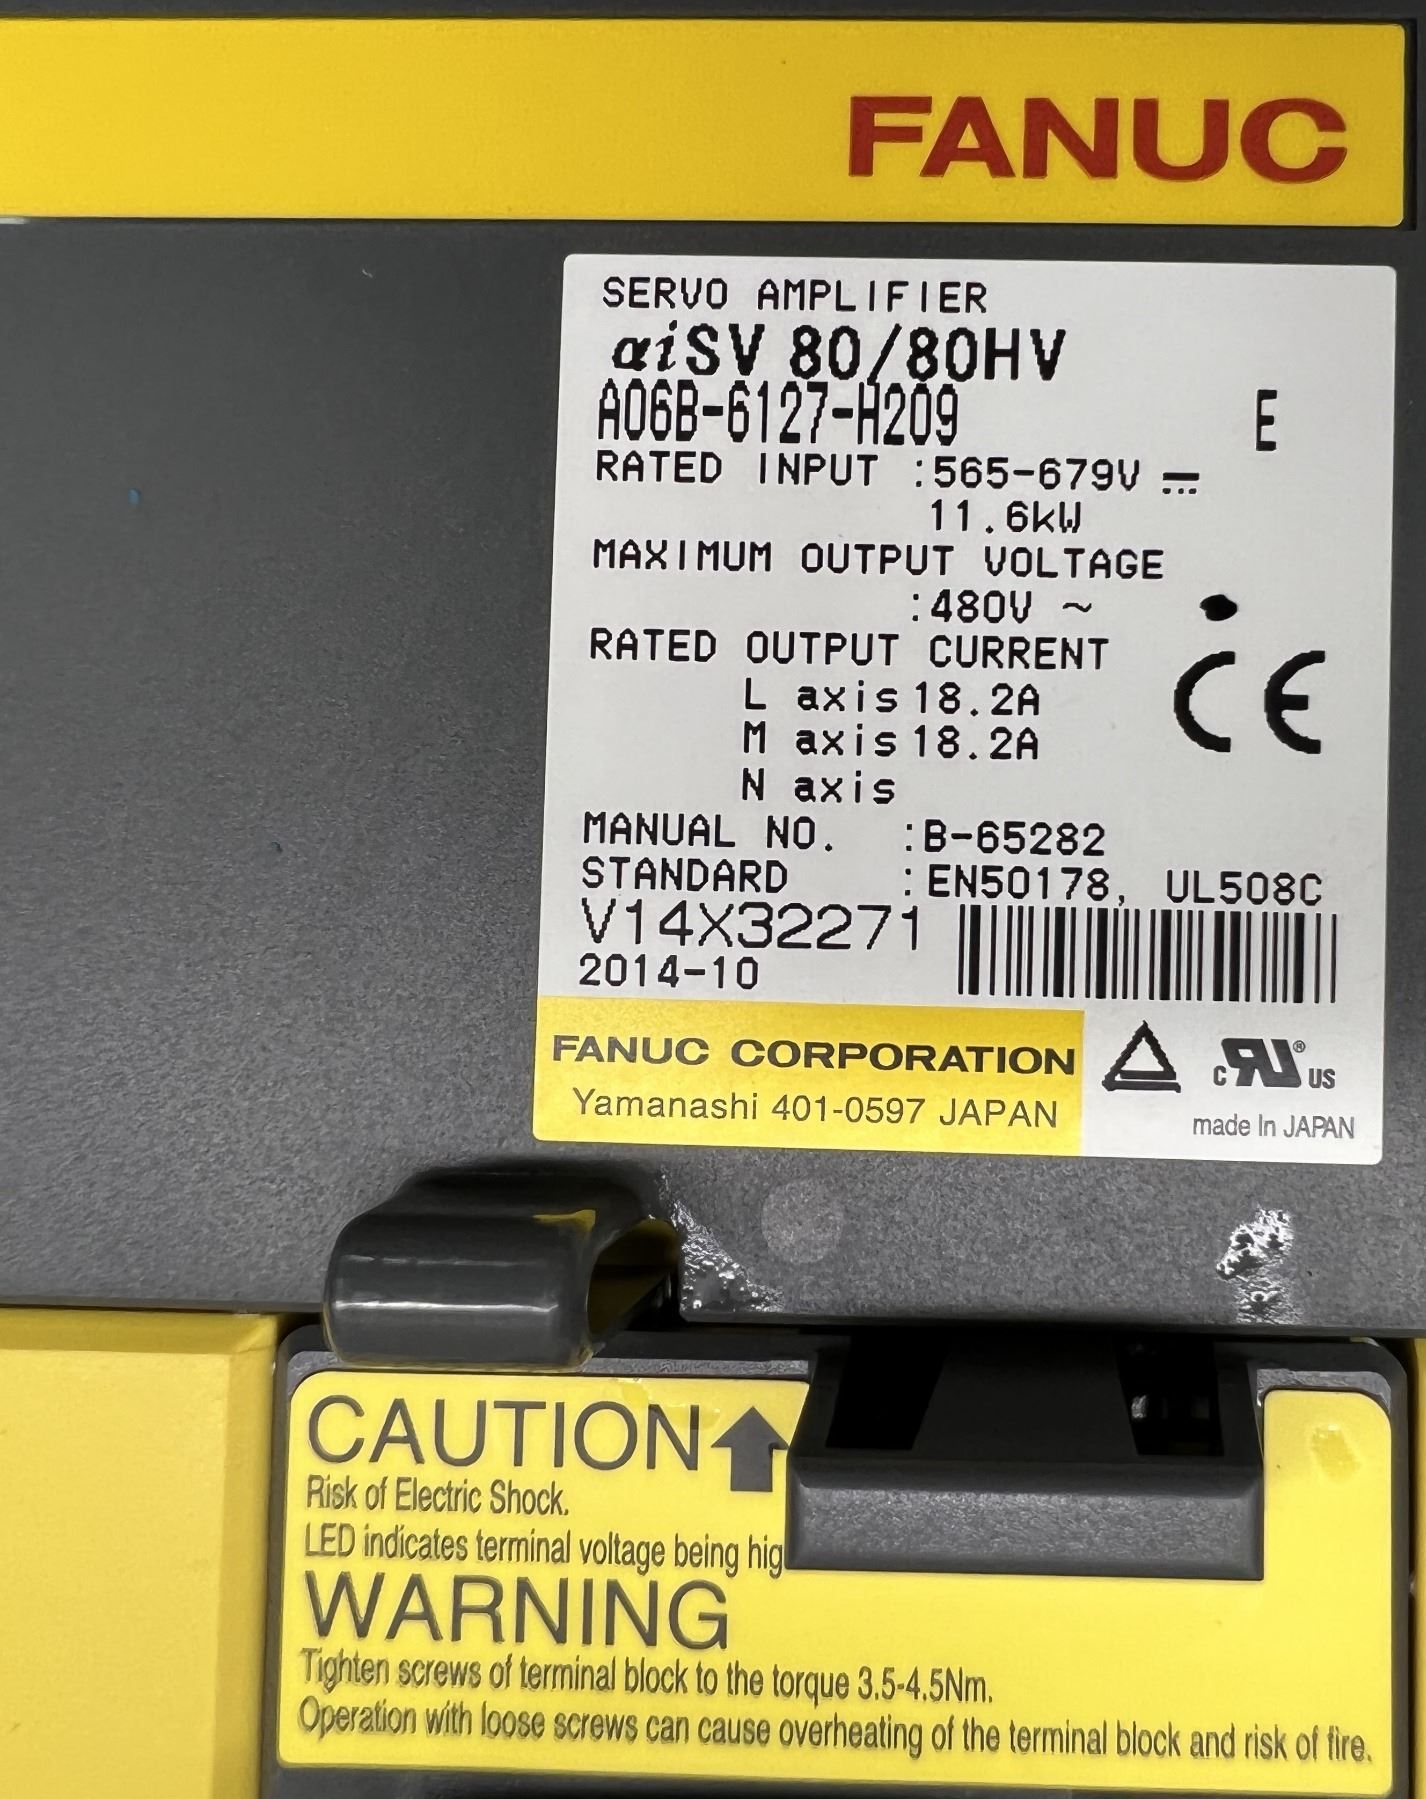 FANUC
SERVO AMPLIFIER
αiSV 80/80HV
A06B-6127-H209 E
RATED INPUT :565-679V ⎓
11.6kW
MAXIMUM OUTPUT VOLTAGE
:480V ~
RATED OUTPUT CURRENT
L axis 18.2A
M axis 18.2A
N axis
CE
MANUAL NO. :B-65282
STANDARD :EN50178, UL508C
V14X32271
2014-10
FANUC CORPORATION
Yamanashi 401-0597 JAPAN
c RU® US
made In JAPAN
CAUTION
Risk of Electric Shock.
LED indicates terminal voltage being hig
WARNING
Tighten screws of terminal block to the torque 3.5-4.5Nm.
Operation with loose screws can cause overheating of the terminal block and risk of fire.